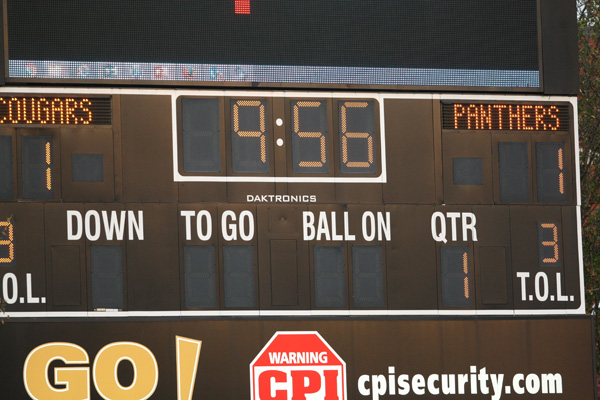 COUGARS 9:56 PANTHERS
1 1
DAKTRONICS
DOWN TO GO BALL ON QTR
3 1 3
T.O.L. T.O.L.
GO! WARNING
CPI cpisecurity.com